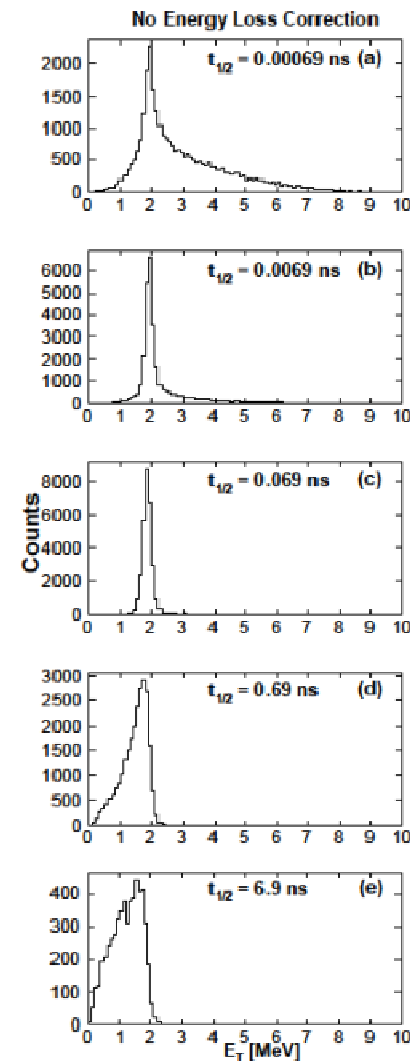 No Energy Loss Correction
t1/2 = 0.00069 ns (a)
2000
1500
1000
500
0
0 1 2 3 4 5 6 7 8 9 10
t1/2 = 0.0069 ns (b)
6000
5000
4000
3000
2000
1000
0
0 1 2 3 4 5 6 7 8 9 10
t1/2 = 0.069 ns (c)
8000
6000
4000
2000
0
0 1 2 3 4 5 6 7 8 9 10
Counts
t1/2 = 0.69 ns (d)
3000
2500
2000
1500
1000
500
0
0 1 2 3 4 5 6 7 8 9 10
t1/2 = 6.9 ns (e)
400
300
200
100
0
0 1 2 3 4 5 6 7 8 9 10
ET [MeV]